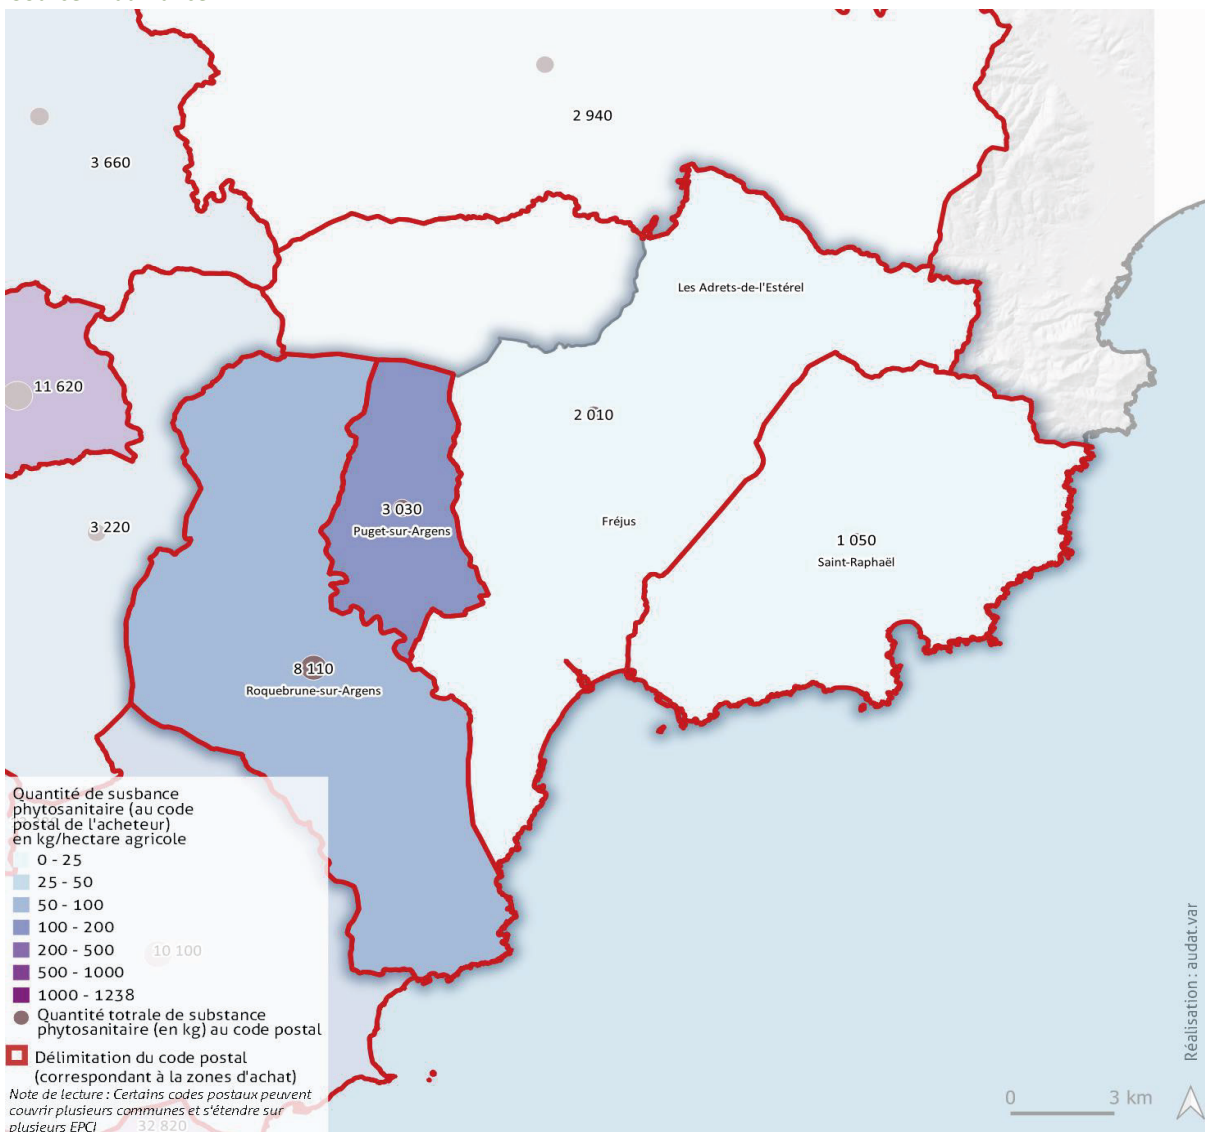 2 940
3 660
Les Adrets-de-l'Estérel
11 620
2 010
3 030
Puget-sur-Argens
Fréjus
3 220
1 050
Saint-Raphaël
8 110
Roquebrune-sur-Argens
Quantité de susbance
phytosanitaire (au code
postal de l'acheteur)
en kg/hectare agricole
0 - 25
25 - 50
50 - 100
100 - 200
200 - 500
500 - 1000
1000 - 1238
Quantité totrale de substance
phytosanitaire (en kg) au code postal
Délimitation du code postal
(correspondant à la zones d'achat)
Note de lecture : Certains codes postaux peuvent
couvrir plusieurs communes et s'étendre sur
plusieurs EPCI
10 100
32 820
0 3 km
Réalisation : audat.var